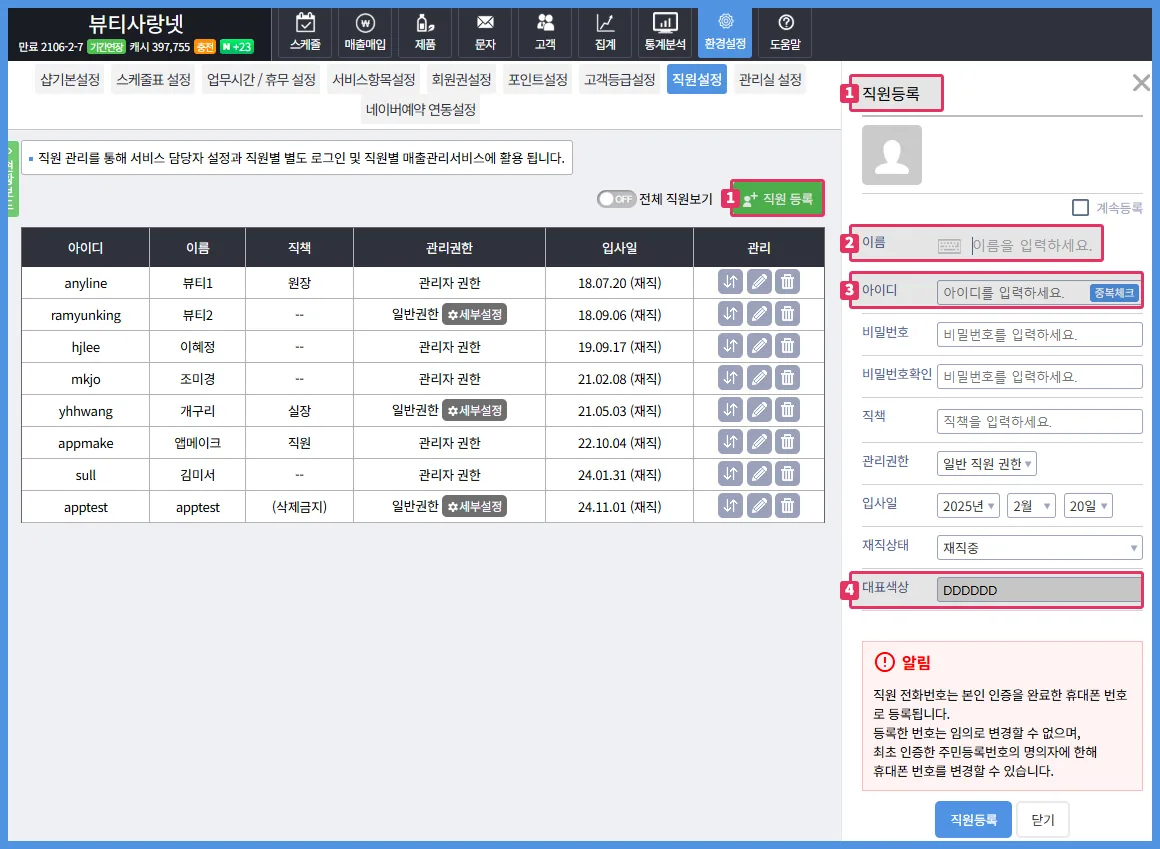 뷰티사랑넷
만료 2106-2-7 기간연장 캐시 397,755 충전 N +23
스케줄 매출매입 제품 문자 고객 집계 통계분석 환경설정 도움말
샵기본설정 스케줄표 설정 업무시간 / 휴무 설정 서비스항목설정 회원권설정 포인트설정 고객등급설정 직원설정 관리실 설정
네이버예약 연동설정
직원 관리를 통해 서비스 담당자 설정과 직원별 별도 로그인 및 직원별 매출관리서비스에 활용 됩니다.
OFF 전체 직원보기 1 직원 등록
아이디 이름 직책 관리권한 입사일 관리
anyline 뷰티1 원장 관리자 권한 18.07.20 (재직)
ramyunking 뷰티2 -- 일반권한 세부설정 18.09.06 (재직)
hjlee 이혜정 -- 관리자 권한 19.09.17 (재직)
mkjo 조미경 -- 관리자 권한 21.02.08 (재직)
yhhwang 개구리 실장 일반권한 세부설정 21.05.03 (재직)
appmake 앱메이크 직원 관리자 권한 22.10.04 (재직)
sull 김미서 -- 관리자 권한 24.01.31 (재직)
apptest apptest (삭제금지) 일반권한 세부설정 24.11.01 (재직)
1 직원등록
계속등록
2 이름 이름을 입력하세요.
3 아이디 아이디를 입력하세요. 중복체크
비밀번호 비밀번호를 입력하세요.
비밀번호확인 비밀번호를 입력하세요.
직책 직책을 입력하세요.
관리권한 일반 직원 권한
입사일 2025년 2월 20일
재직상태 재직중
4 대표색상 DDDDDD
알림
직원 전화번호는 본인 인증을 완료한 휴대폰 번호
로 등록됩니다.
등록한 번호는 임의로 변경할 수 없으며,
최초 인증한 주민등록번호의 명의자에 한해
휴대폰 번호를 변경할 수 있습니다.
직원등록 닫기